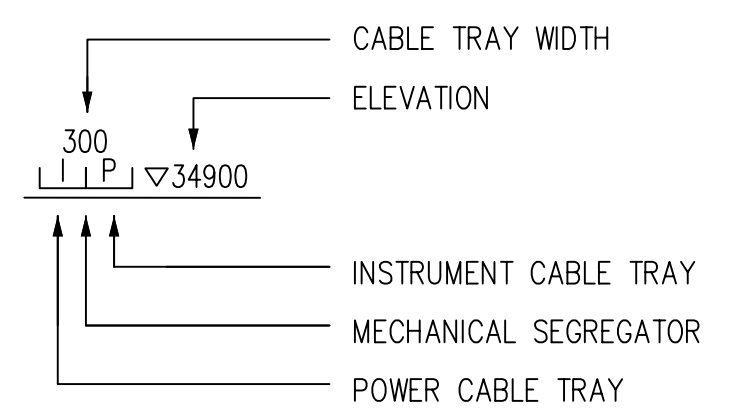 CABLE TRAY WIDTH
ELEVATION
300
I P ▽34900
INSTRUMENT CABLE TRAY
MECHANICAL SEGREGATOR
POWER CABLE TRAY